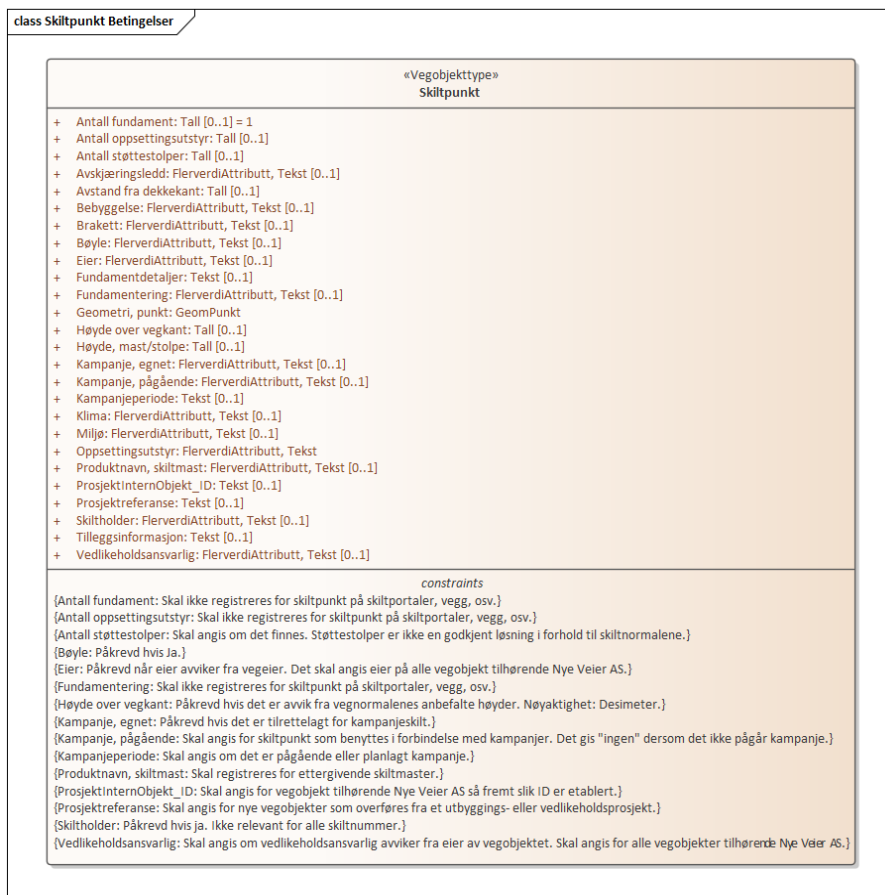 class Skiltpunkt Betingelser
«Vegobjekttype»
Skiltpunkt
+ Antall fundament: Tall [0..1] = 1
+ Antall oppsettingsutstyr: Tall [0..1]
+ Antall støttestolper: Tall [0..1]
+ Avskjæringsledd: FlerverdiAttributt, Tekst [0..1]
+ Avstand fra dekkekant: Tall [0..1]
+ Bebyggelse: FlerverdiAttributt, Tekst [0..1]
+ Brakett: FlerverdiAttributt, Tekst [0..1]
+ Bøyle: FlerverdiAttributt, Tekst [0..1]
+ Eier: FlerverdiAttributt, Tekst [0..1]
+ Fundamentdetaljer: Tekst [0..1]
+ Fundamentering: FlerverdiAttributt, Tekst [0..1]
+ Geometri, punkt: GeomPunkt
+ Høyde over vegkant: Tall [0..1]
+ Høyde, mast/stolpe: Tall [0..1]
+ Kampanje, egnet: FlerverdiAttributt, Tekst [0..1]
+ Kampanje, pågående: FlerverdiAttributt, Tekst [0..1]
+ Kampanjeperiode: Tekst [0..1]
+ Klima: FlerverdiAttributt, Tekst [0..1]
+ Miljø: FlerverdiAttributt, Tekst [0..1]
+ Oppsettingsutstyr: FlerverdiAttributt, Tekst
+ Produktnavn, skiltmast: FlerverdiAttributt, Tekst [0..1]
+ ProsjektInternObjekt_ID: Tekst [0..1]
+ Prosjektreferanse: Tekst [0..1]
+ Skiltholder: FlerverdiAttributt, Tekst [0..1]
+ Tilleggsinformasjon: Tekst [0..1]
+ Vedlikeholdsansvarlig: FlerverdiAttributt, Tekst [0..1]
constraints
{Antall fundament: Skal ikke registreres for skiltpunkt på skiltportaler, vegg, osv.}
{Antall oppsettingsutstyr: Skal ikke registreres for skiltpunkt på skiltportaler, vegg, osv.}
{Antall støttestolper: Skal angis om det finnes. Støttestolper er ikke en godkjent løsning i forhold til skiltnormalene.}
{Bøyle: Påkrevd hvis Ja.}
{Eier: Påkrevd når eier avviker fra vegeier. Det skal angis eier på alle vegobjekt tilhørende Nye Veier AS.}
{Fundamentering: Skal ikke registreres for skiltpunkt på skiltportaler, vegg, osv.}
{Høyde over vegkant: Påkrevd hvis det er avvik fra vegnormalenes anbefalte høyder. Nøyaktighet: Desimeter.}
{Kampanje, egnet: Påkrevd hvis det er tilrettelagt for kampanjeskilt.}
{Kampanje, pågående: Skal angis for skiltpunkt som benyttes i forbindelse med kampanjer. Det gis "ingen" dersom det ikke pågår kampanje.}
{Kampanjeperiode: Skal angis om det er pågående eller planlagt kampanje.}
{Produktnavn, skiltmast: Skal registreres for ettergivende skiltmaster.}
{ProsjektInternObjekt_ID: Skal angis for vegobjekt tilhørende Nye Veier AS så fremt slik ID er etablert.}
{Prosjektreferanse: Skal angis for nye vegobjekter som overføres fra et utbyggings- eller vedlikeholdsprosjekt.}
{Skiltholder: Påkrevd hvis ja. Ikke relevant for alle skiltnummer.}
{Vedlikeholdsansvarlig: Skal angis om vedlikeholdsansvarlig avviker fra eier av vegobjektet. Skal angis for alle vegobjekter tilhørende Nye Veier AS.}